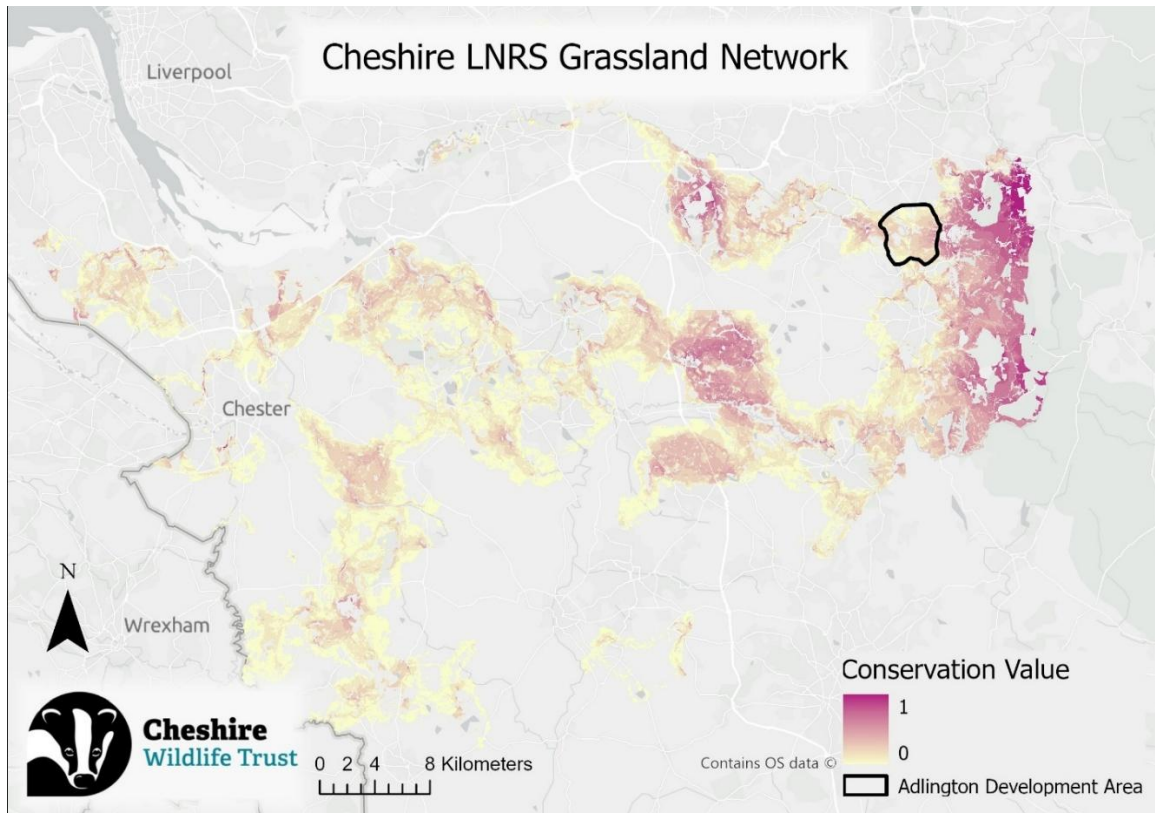 Cheshire LNRS Grassland Network
Liverpool
Chester
Wrexham
N
Cheshire
Wildlife Trust
0 2 4 8 Kilometers
Contains OS data ©
Conservation Value
1
0
Adlington Development Area